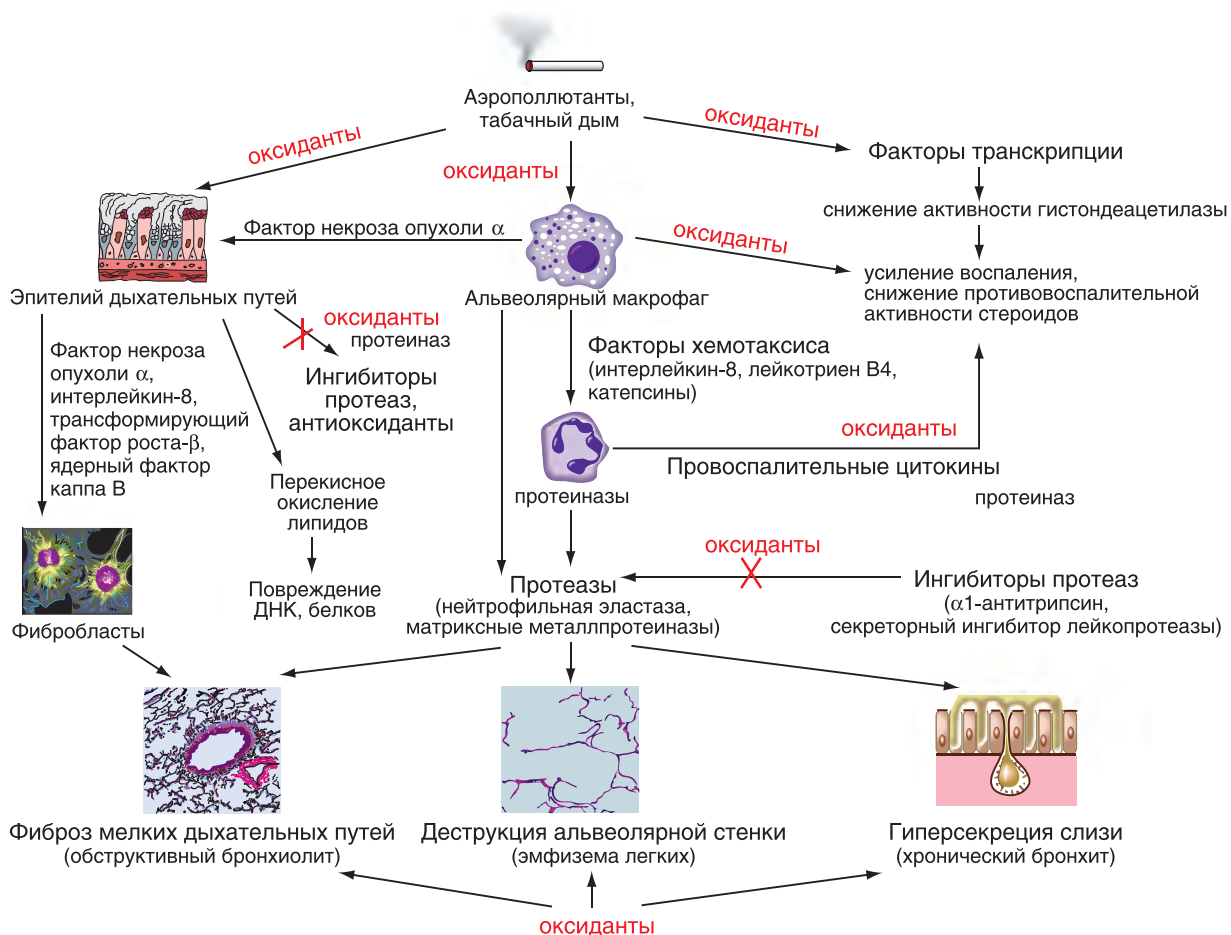 Аэрополлютанты,
табачный дым
оксиданты
оксиданты
оксиданты
Факторы транскрипции
снижение активности гистондеацетилазы
Фактор некроза опухоли α
оксиданты
усиление воспаления,
снижение противовоспалительной
активности стероидов
Эпителий дыхательных путей
Альвеолярный макрофаг
оксиданты
протеиназ
Ингибиторы
протеаз,
антиоксиданты
Фактор некроза
опухоли α,
интерлейкин-8,
трансформирующий
фактор роста-β,
ядерный фактор
каппа В
Факторы хемотаксиса
(интерлейкин-8, лейкотриен В4,
катепсины)
оксиданты
Провоспалительные цитокины
протеиназы
протеиназ
Перекисное
окисление
липидов
Повреждение
ДНК, белков
оксиданты
Протеазы
(нейтрофильная эластаза,
матриксные металлпротеиназы)
Ингибиторы протеаз
(α1-антитрипсин,
секреторный ингибитор лейкопротеазы)
Фибробласты
Фиброз мелких дыхательных путей
(обструктивный бронхиолит)
Деструкция альвеолярной стенки
(эмфизема легких)
Гиперсекреция слизи
(хронический бронхит)
оксиданты